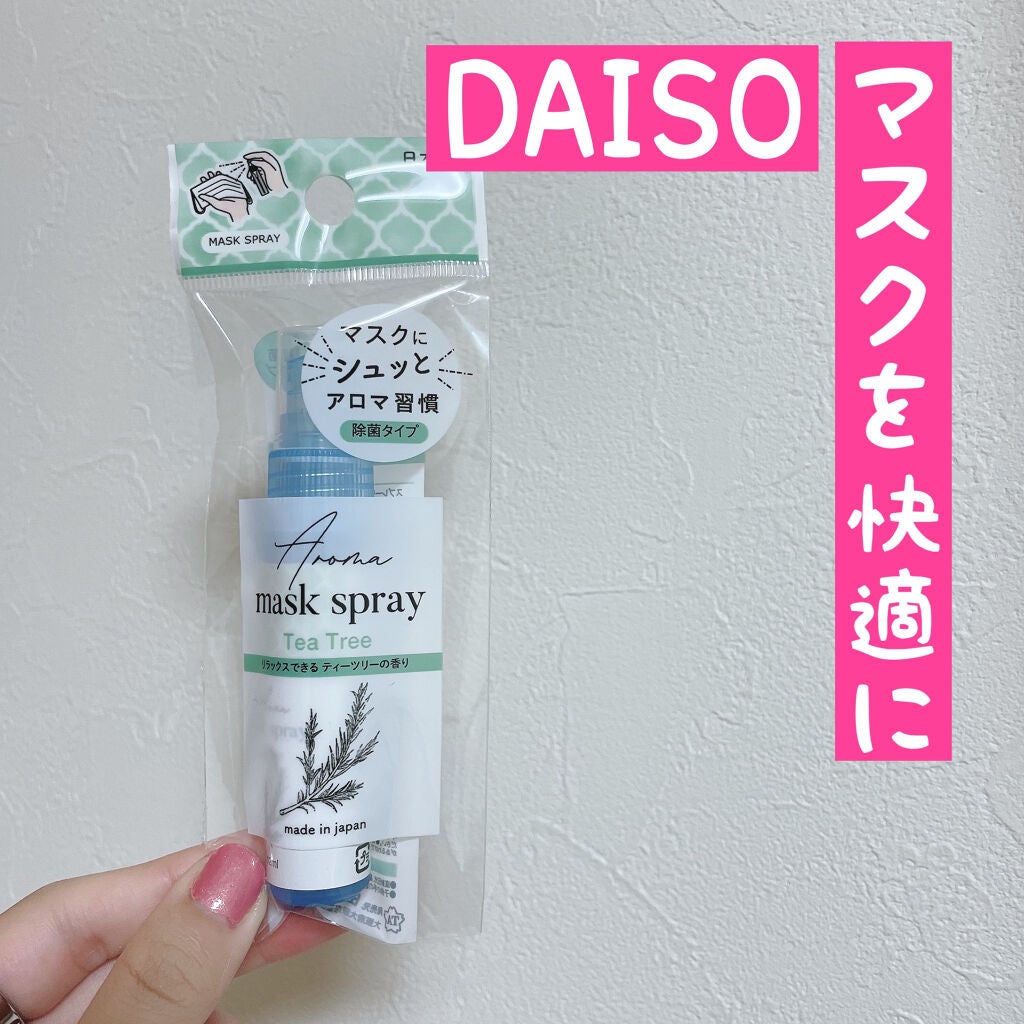 DAISO
マスクを快適に
MASK SPRAY
マスクに
シュッと
アロマ習慣
除菌タイプ
Aroma
mask spray
Tea Tree
リラックスできる ティーツリーの香り
made in japan